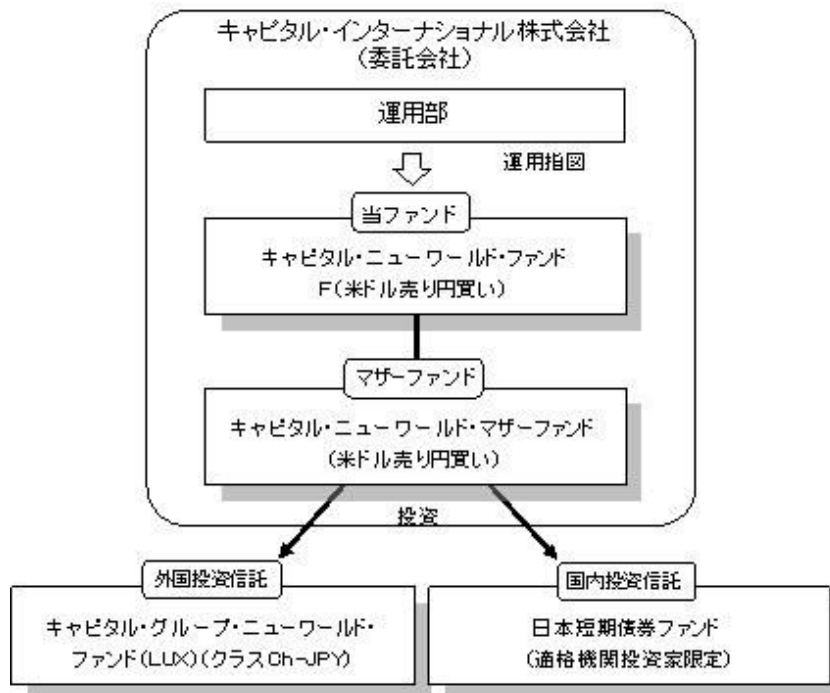 キャピタル・インターナショナル株式会社
（委託会社）
運用部
運用指図
当ファンド
キャピタル・ニューワールド・ファンド
F（米ドル売り円買い）
マザーファンド
キャピタル・ニューワールド・マザーファンド
（米ドル売り円買い）
投資
外国投資信託
キャピタル・グループ・ニューワールド・
ファンド（LUX）（クラスCh-JPY）
国内投資信託
日本短期債券ファンド
（適格機関投資家限定）